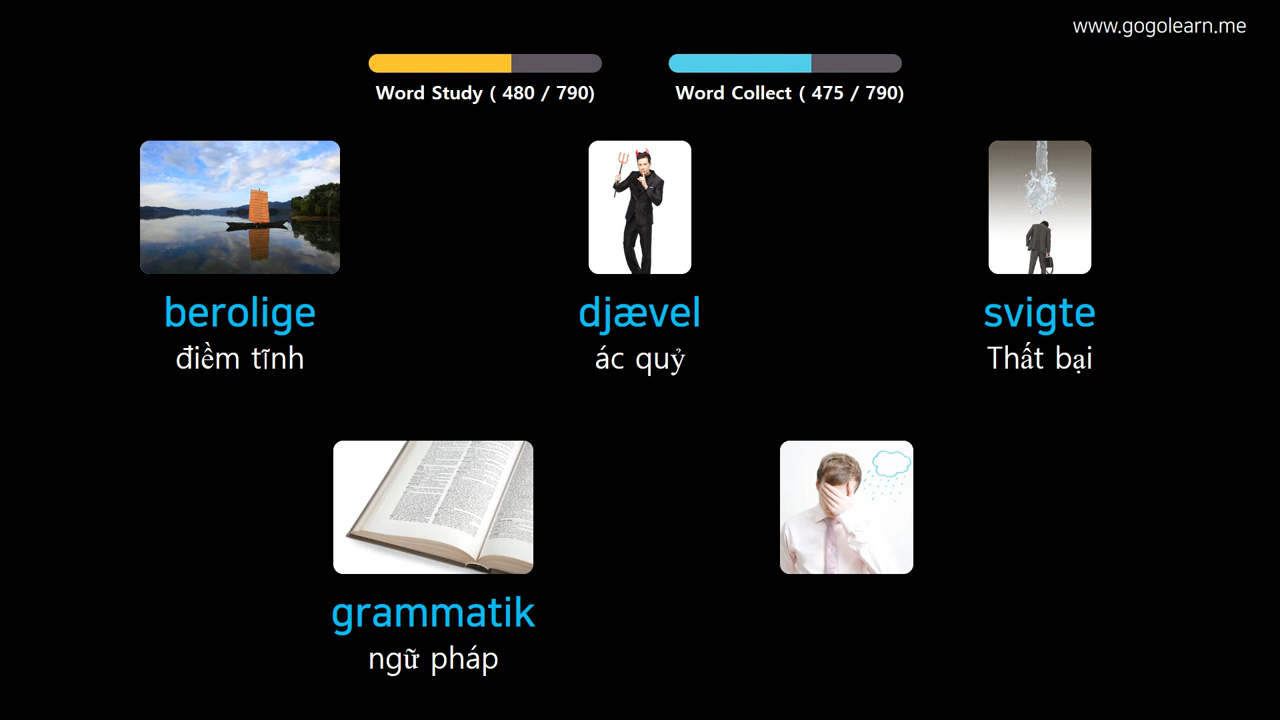 www.gogolearn.me
Word Study ( 480 / 790)
Word Collect ( 475 / 790)
berolige
điềm tĩnh
djævel
ác quỷ
svigte
Thất bại
grammatik
ngữ pháp